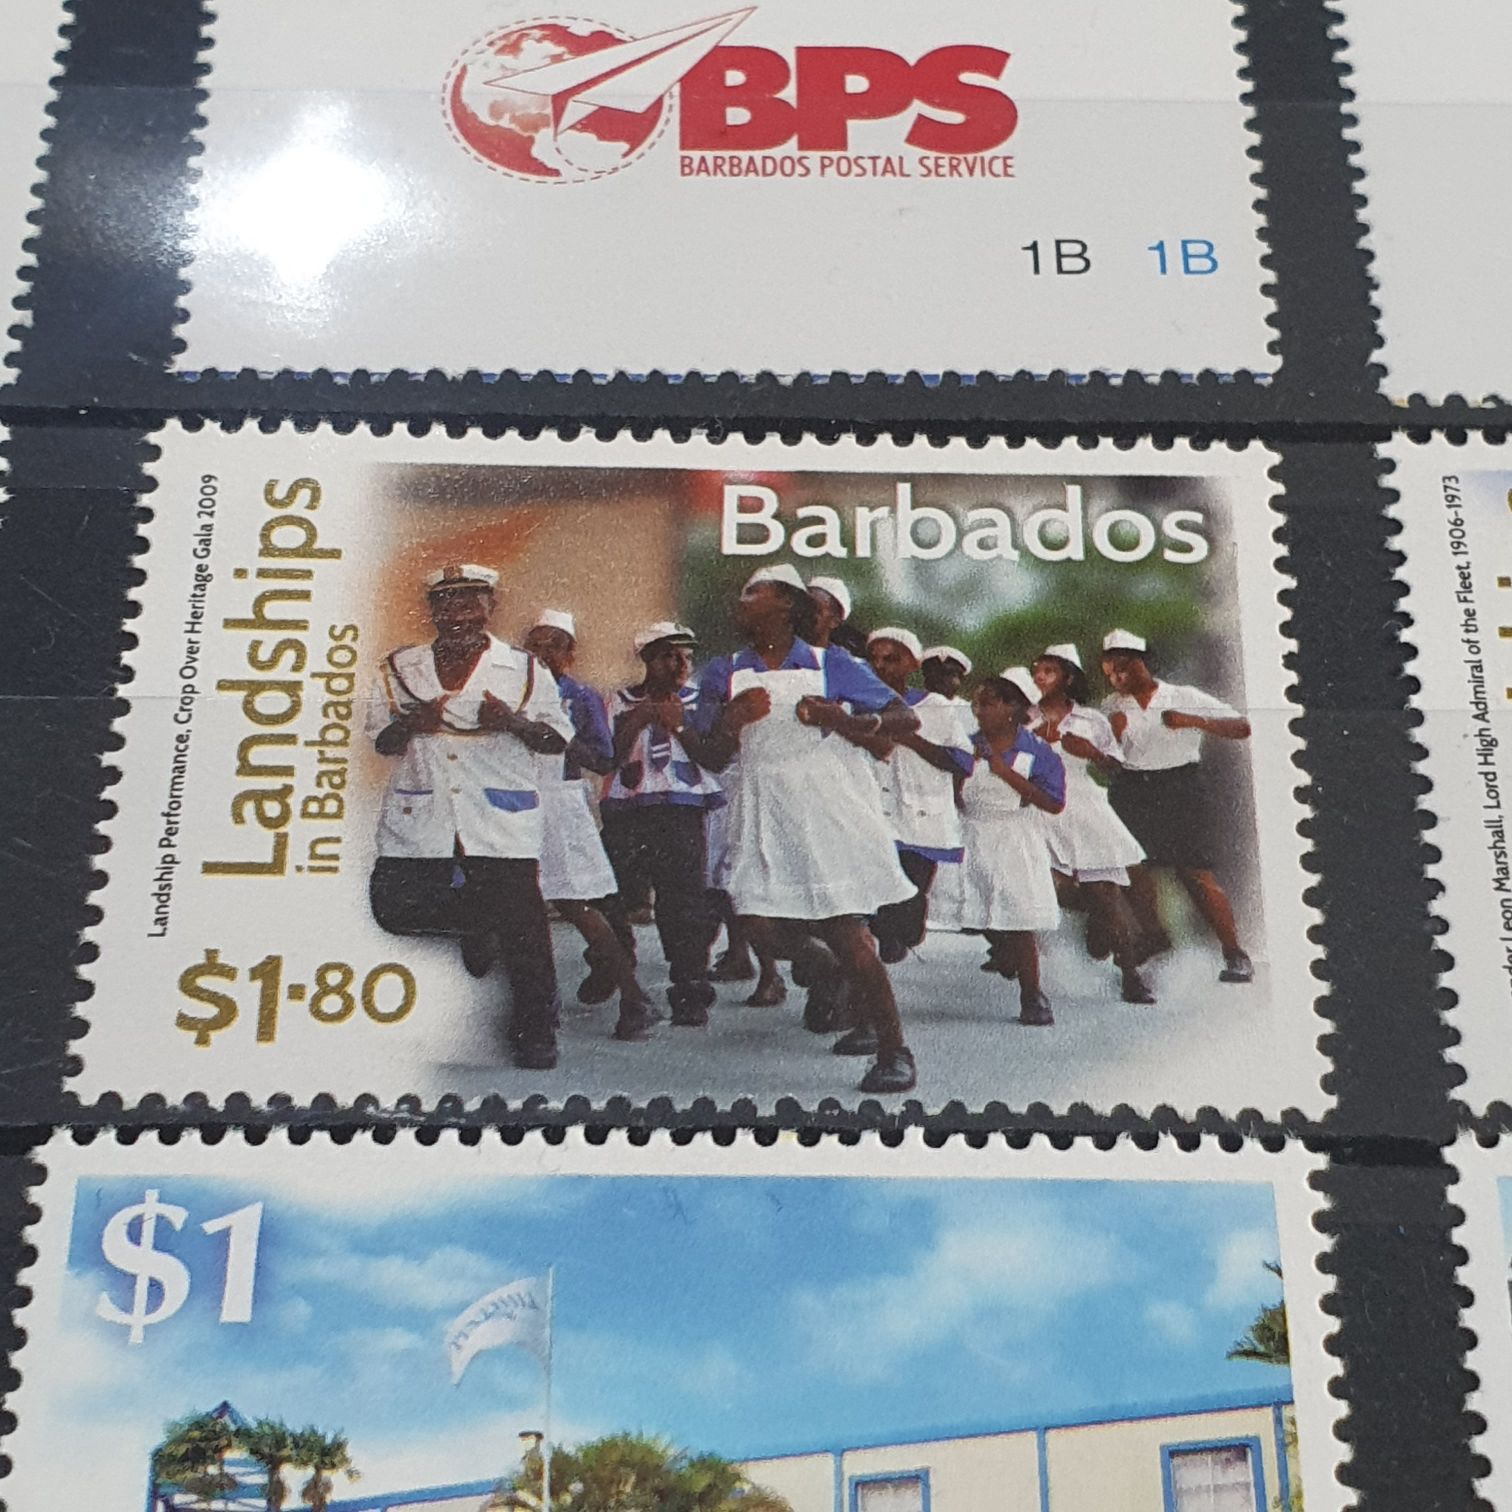 BPS
BARBADOS POSTAL SERVICE
1B 1B
Landship Performance, Crop Over Heritage Gala 2009
Landships
in Barbados
Barbados
$1.80
Leon Marshall, Lord High Admiral of the Fleet, 1906-1973
$1